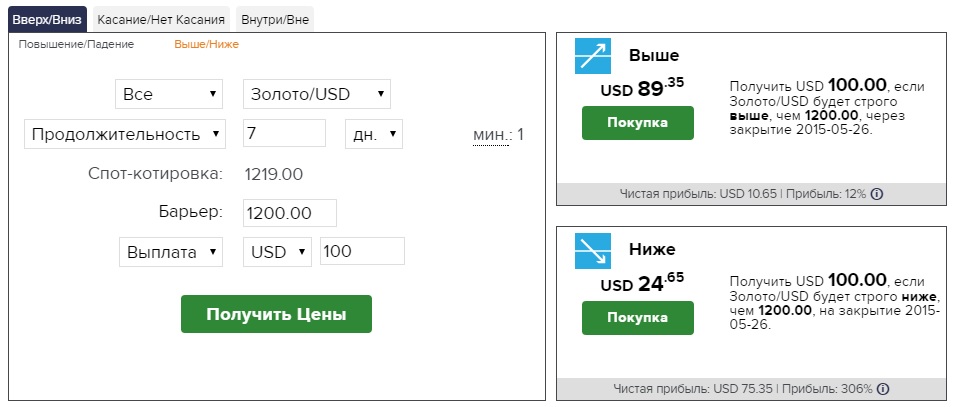 Вверх/Вниз Касание/Нет Касания Внутри/Вне
Повышение/Падение Выше/Ниже
Все Золото/USD
Продолжительность 7 дн. мин.: 1
Спот-котировка: 1219.00
Барьер: 1200.00
Выплата USD 100
Получить Цены
Выше
USD 89.35
Покупка
Получить USD 100.00, если
Золото/USD будет строго
выше, чем 1200.00, через
закрытие 2015-05-26.
Чистая прибыль: USD 10.65 | Прибыль: 12%
Ниже
USD 24.65
Покупка
Получить USD 100.00, если
Золото/USD будет строго ниже,
чем 1200.00, на закрытие 2015-
05-26.
Чистая прибыль: USD 75.35 | Прибыль: 306%